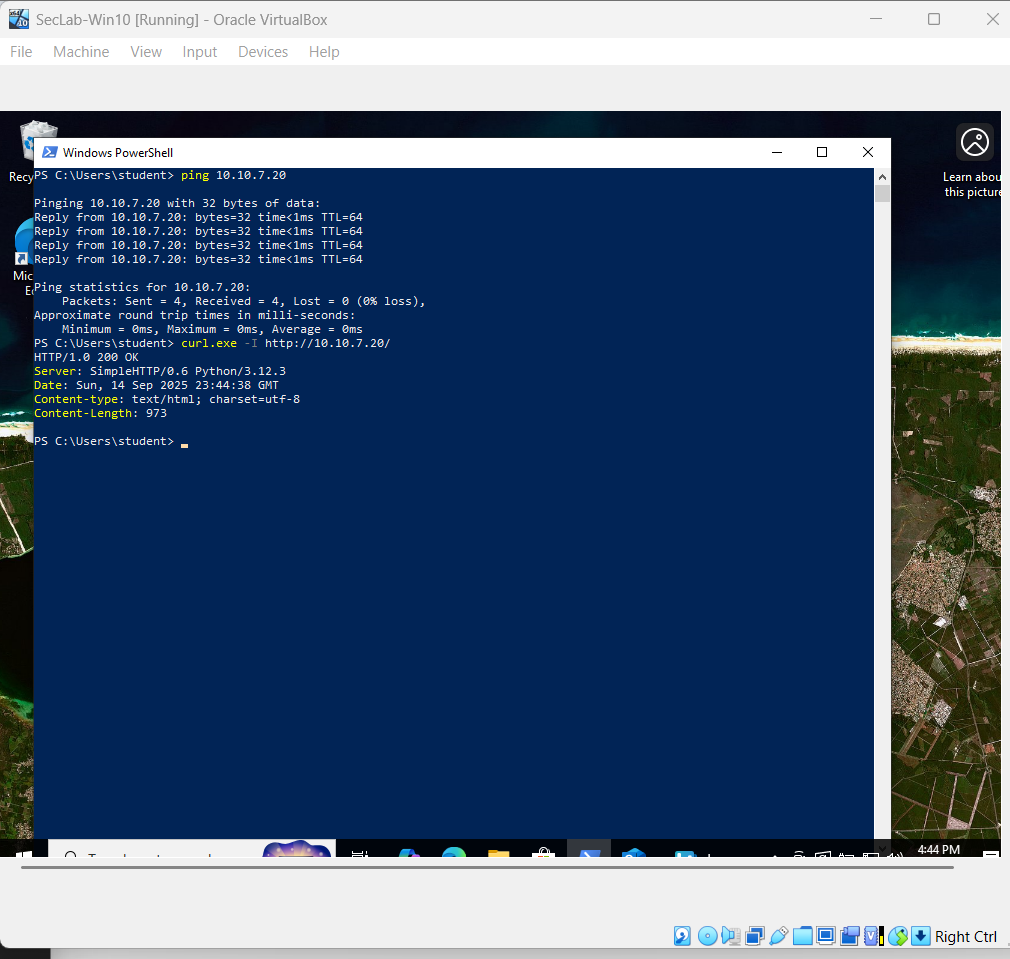 SecLab-Win10 [Running] - Oracle VirtualBox
File Machine View Input Devices Help
Windows PowerShell
PS C:\Users\student> ping 10.10.7.20
Pinging 10.10.7.20 with 32 bytes of data:
Reply from 10.10.7.20: bytes=32 time<1ms TTL=64
Reply from 10.10.7.20: bytes=32 time<1ms TTL=64
Reply from 10.10.7.20: bytes=32 time<1ms TTL=64
Reply from 10.10.7.20: bytes=32 time<1ms TTL=64
Ping statistics for 10.10.7.20:
Packets: Sent = 4, Received = 4, Lost = 0 (0% loss),
Approximate round trip times in milli-seconds:
Minimum = 0ms, Maximum = 0ms, Average = 0ms
PS C:\Users\student> curl.exe -I http://10.10.7.20/
HTTP/1.0 200 OK
Server: SimpleHTTP/0.6 Python/3.12.3
Date: Sun, 14 Sep 2025 23:44:38 GMT
Content-type: text/html; charset=utf-8
Content-Length: 973
PS C:\Users\student>
Recy
Mic
Learn abou
this picture
4:44 PM
Right Ctrl